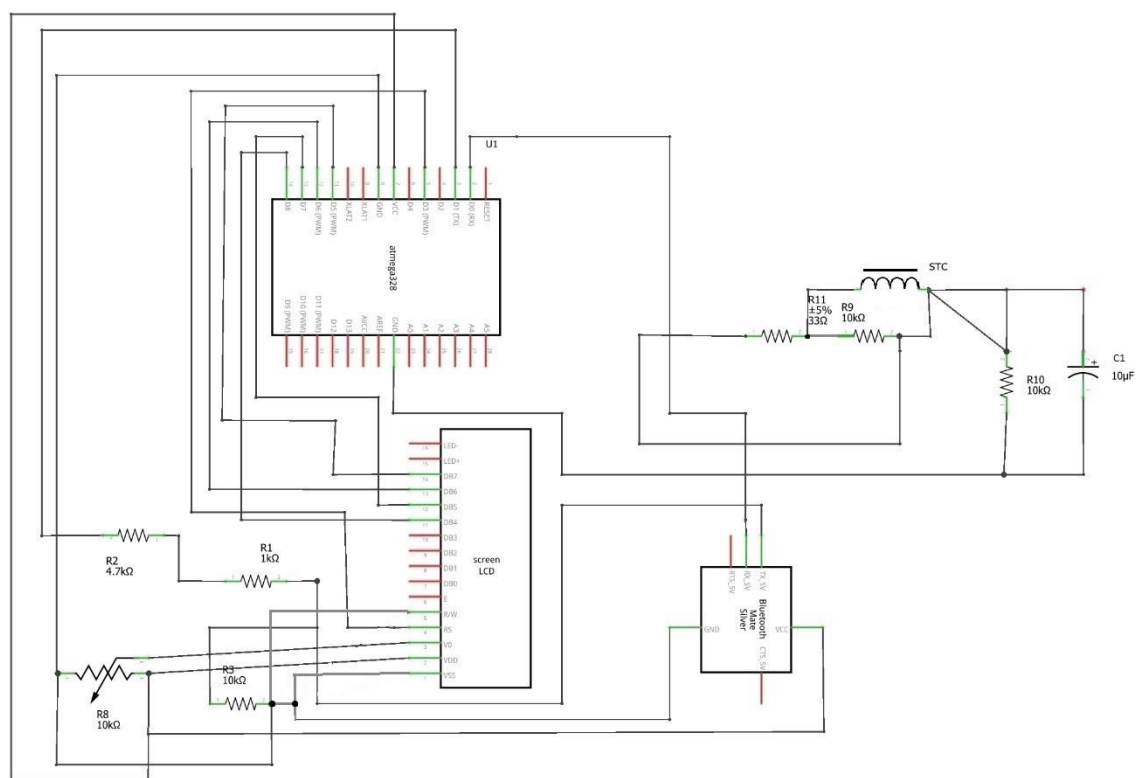 U1
D8
D7
D6 (PWM)
D5 (PWM)
XLAT2
XLAT1
GND
VCC
D4
D3 (PWM)
D2
D1 (TX)
D0 (RX)
RESET
atmega328
D9 (PWM)
D10 (PWM)
D11 (PWM)
D12
D13
AVCC
AREF
GND
A0
A1
A2
A3
A4
A5
STC
R11
±5%
33Ω
R9
10kΩ
R10
10kΩ
C1
10µF
+
LED-
LED+
DB7
DB6
DB5
DB4
DB3
DB2
DB1
DB0
E
R/W
RS
V0
VDD
VSS
screen
LCD
R2
4.7kΩ
R1
1kΩ
R3
10kΩ
R8
10kΩ
RTS_5V
RX_5V
TX_5V
Bluetooth
Mate
Silver
GND
VCC
CTS_5V